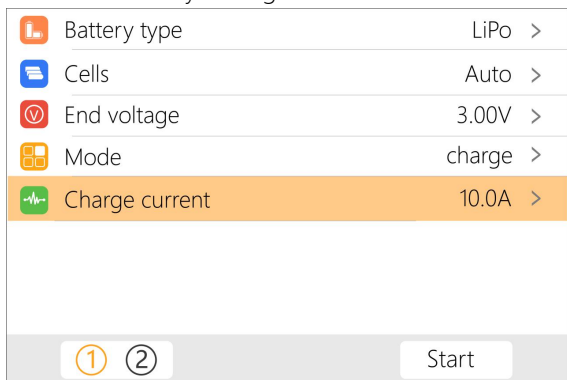 Battery type LiPo >
Cells Auto >
End voltage 3.00V >
Mode charge >
Charge current 10.0A >
① ② Start